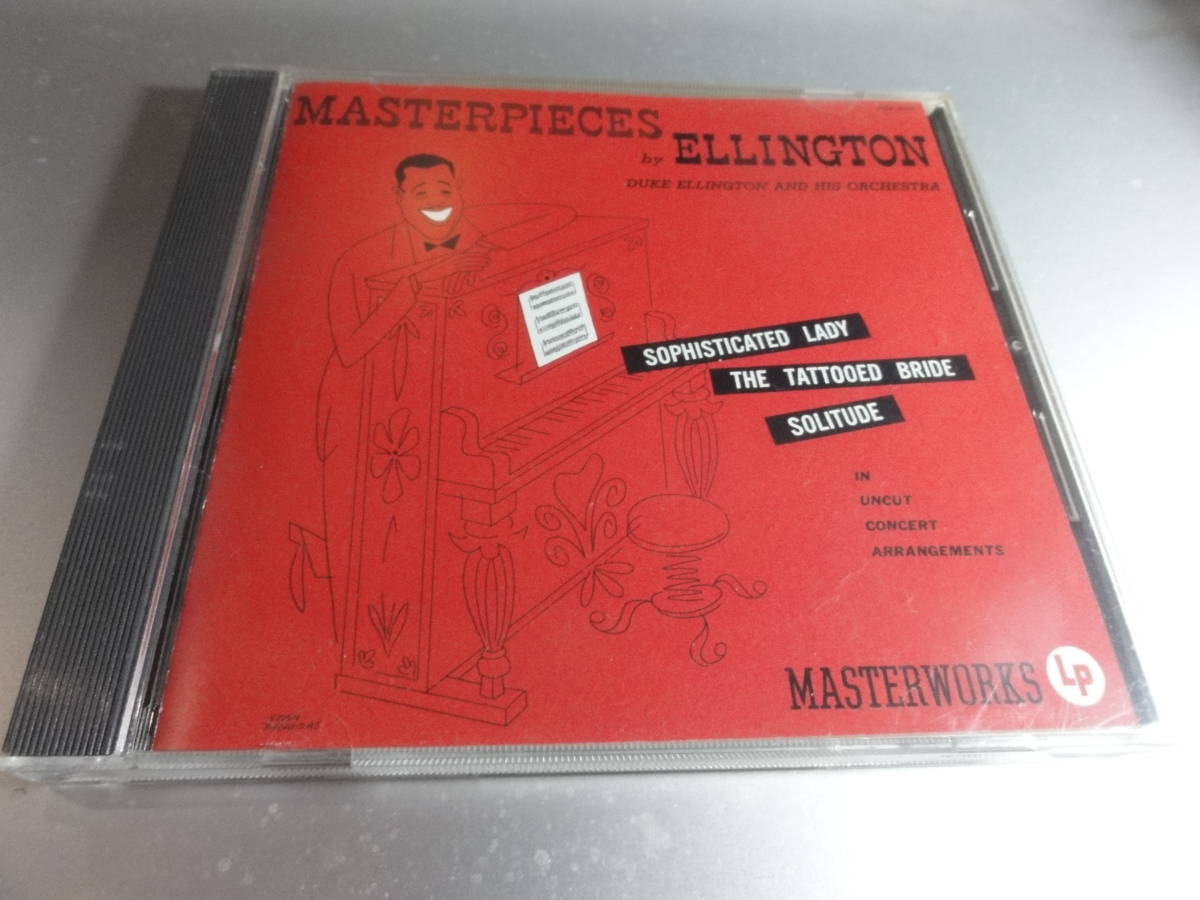 MASTERPIECES
by ELLINGTON
DUKE ELLINGTON AND HIS ORCHESTRA
SOPHISTICATED LADY
THE TATTOOED BRIDE
SOLITUDE
IN
UNCUT
CONCERT
ARRANGEMENTS
MASTERWORKS LP